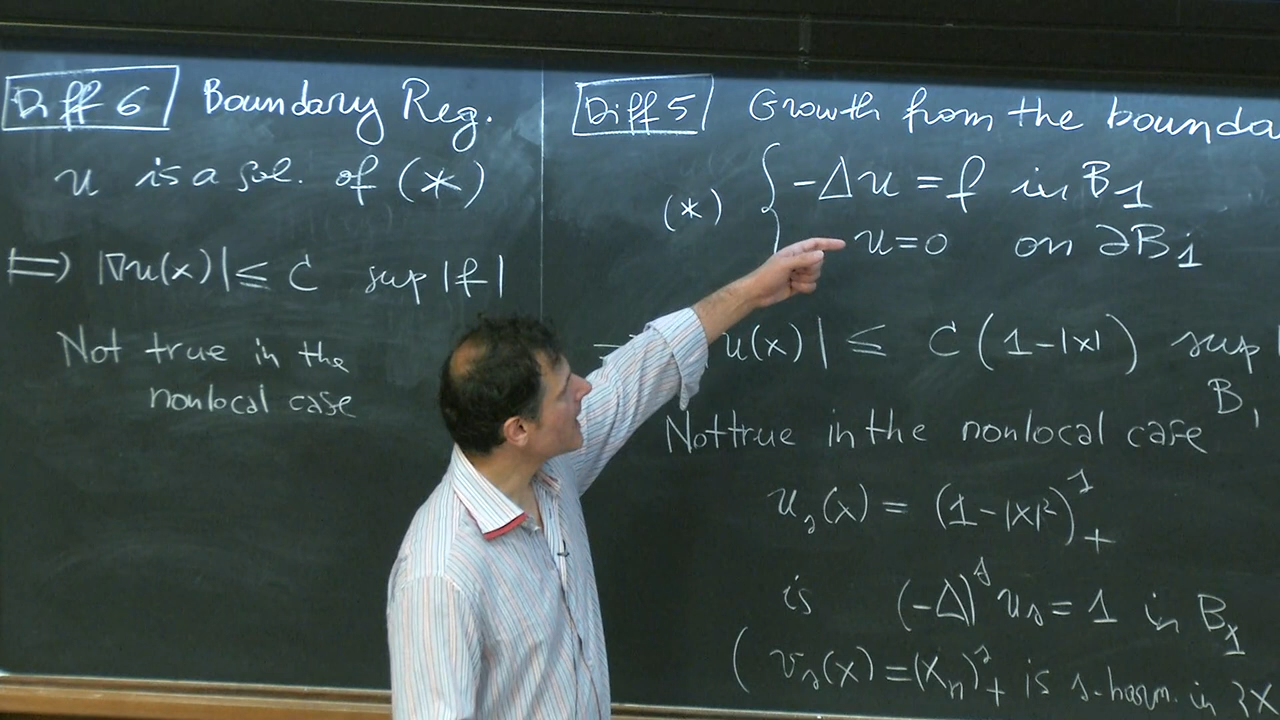 Diff 6 Boundary Reg.
u is a sol. of (*)
⟹ |∇u(x)| ≤ C sup |f|
Not true in the
nonlocal case
Diff 5 Growth from the bounda
(*) { -Δu = f in B₁
u=0 on ∂B₁
u(x)| ≤ C (1-|x|) sup |
B₁
Not true in the nonlocal case
uₛ(x) = (1-|x|²)ˢ₊
is (-Δ)ˢ uₛ = 1 in B₁
( vₛ(x) = (xₙ)ˢ₊ is s-harm. in {x